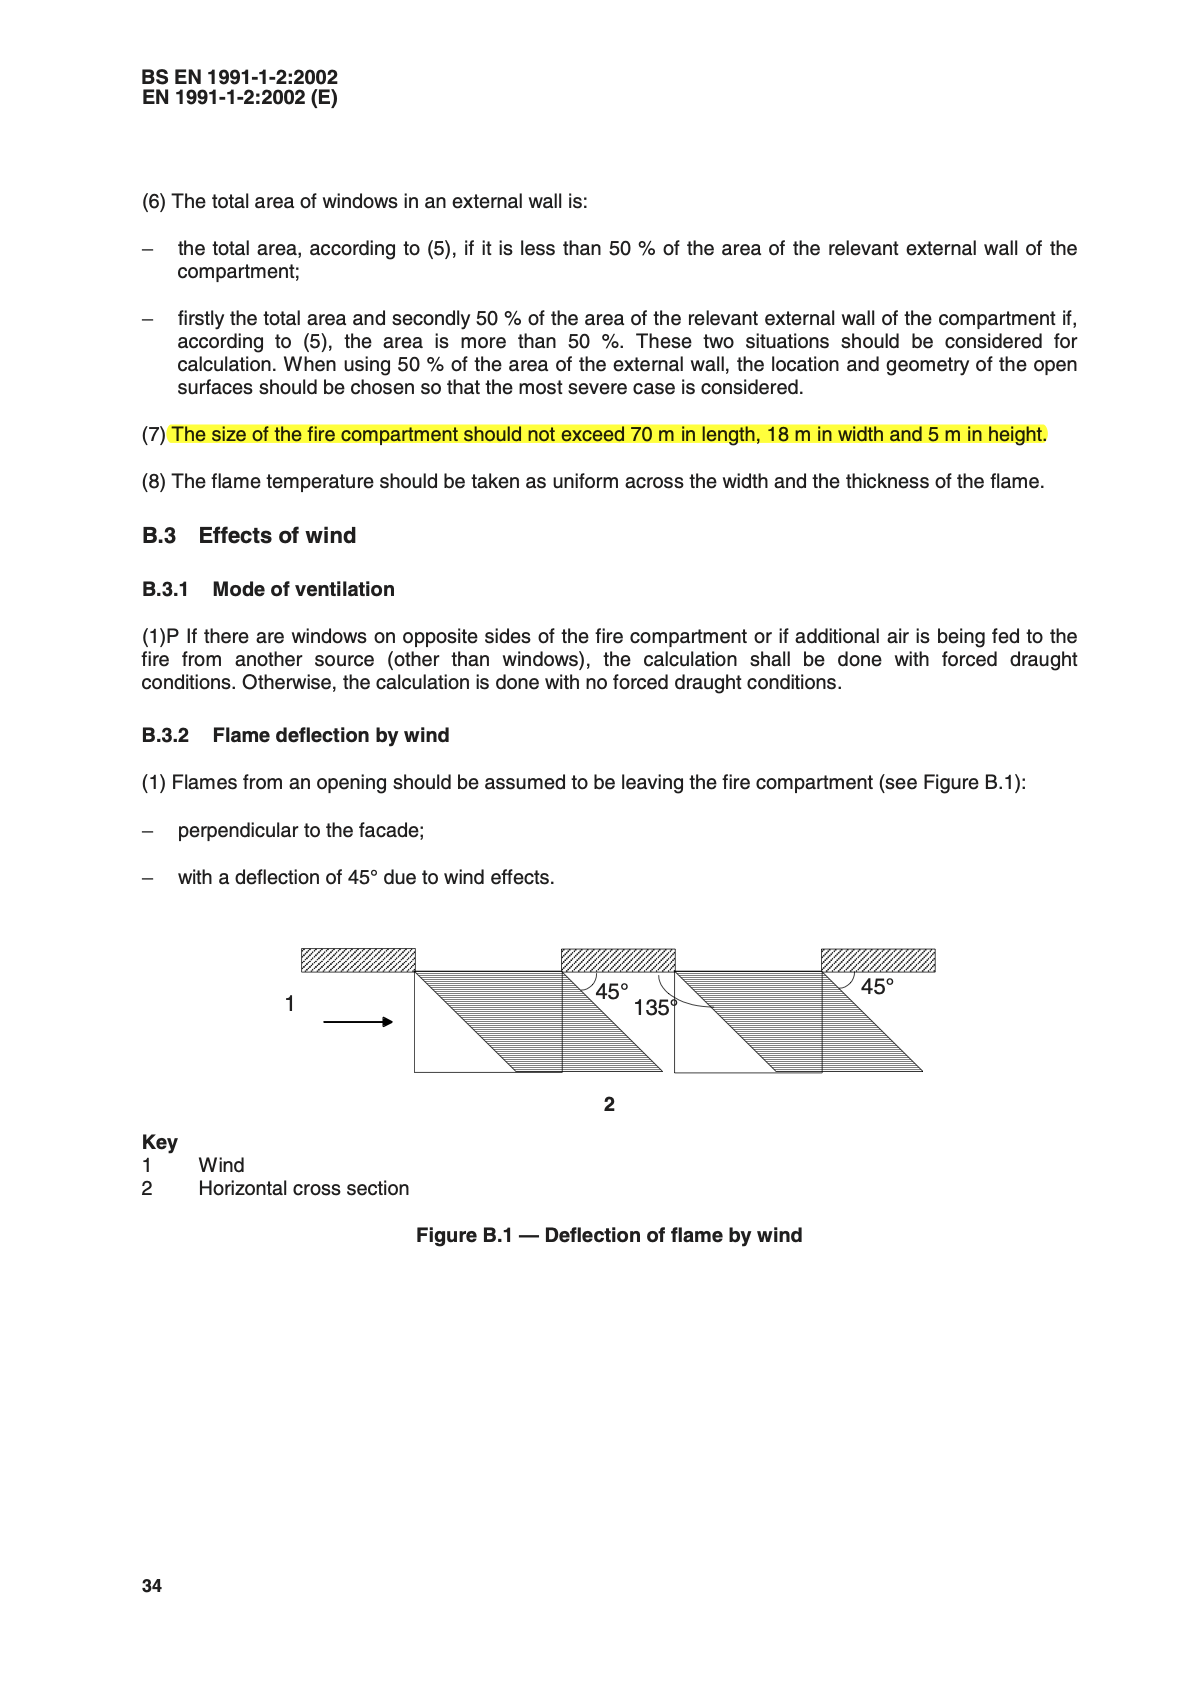 BS EN 1991-1-2:2002
EN 1991-1-2:2002 (E)
(6) The total area of windows in an external wall is:
– the total area, according to (5), if it is less than 50 % of the area of the relevant external wall of the
compartment;
– firstly the total area and secondly 50 % of the area of the relevant external wall of the compartment if,
according to (5), the area is more than 50 %. These two situations should be considered for
calculation. When using 50 % of the area of the external wall, the location and geometry of the open
surfaces should be chosen so that the most severe case is considered.
(7) The size of the fire compartment should not exceed 70 m in length, 18 m in width and 5 m in height.
(8) The flame temperature should be taken as uniform across the width and the thickness of the flame.
B.3 Effects of wind
B.3.1 Mode of ventilation
(1)P If there are windows on opposite sides of the fire compartment or if additional air is being fed to the
fire from another source (other than windows), the calculation shall be done with forced draught
conditions. Otherwise, the calculation is done with no forced draught conditions.
B.3.2 Flame deflection by wind
(1) Flames from an opening should be assumed to be leaving the fire compartment (see Figure B.1):
– perpendicular to the facade;
– with a deflection of 45° due to wind effects.
1
45°
135°
45°
2
Key
1 Wind
2 Horizontal cross section
Figure B.1 — Deflection of flame by wind
34